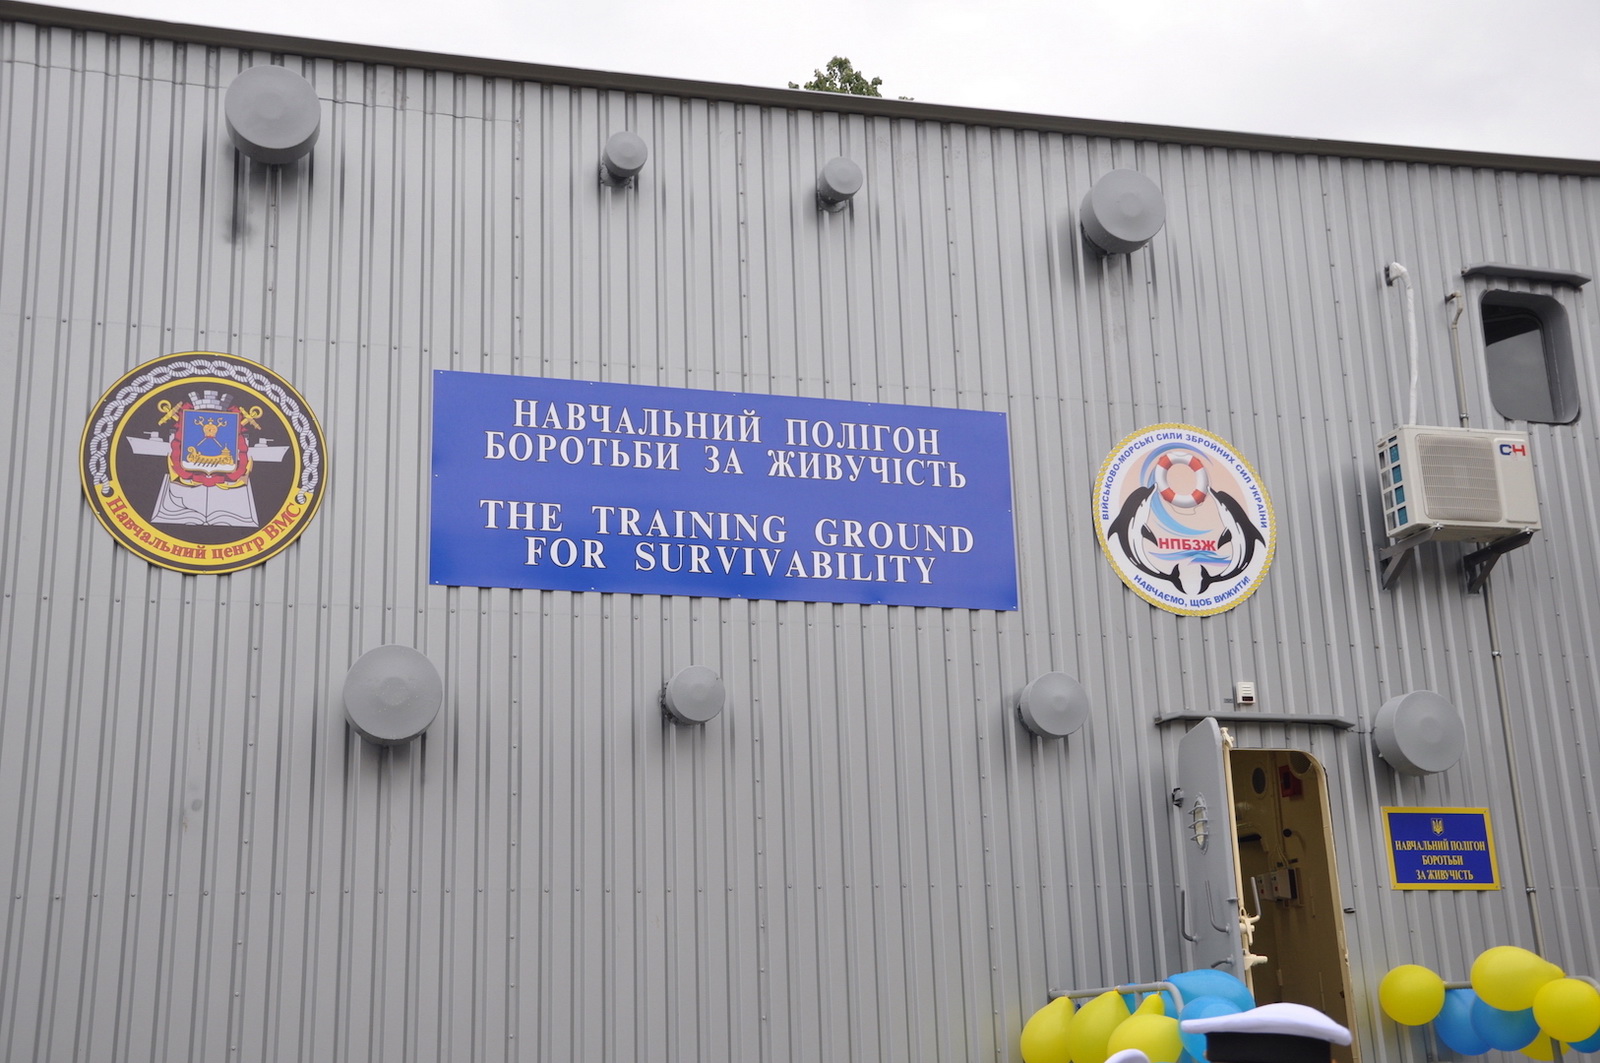 Навчальний центр ВМС
НАВЧАЛЬНИЙ ПОЛІГОН
БОРОТЬБИ ЗА ЖИВУЧІСТЬ
THE TRAINING GROUND
FOR SURVIVABILITY
ВІЙСЬКОВО-МОРСЬКІ СИЛИ ЗБРОЙНИХ СИЛ УКРАЇНИ
НПБЗЖ
НАВЧАЄМО, ЩОБ ВИЖИТИ!
CH
НАВЧАЛЬНИЙ ПОЛІГОН
БОРОТЬБИ
ЗА ЖИВУЧІСТЬ